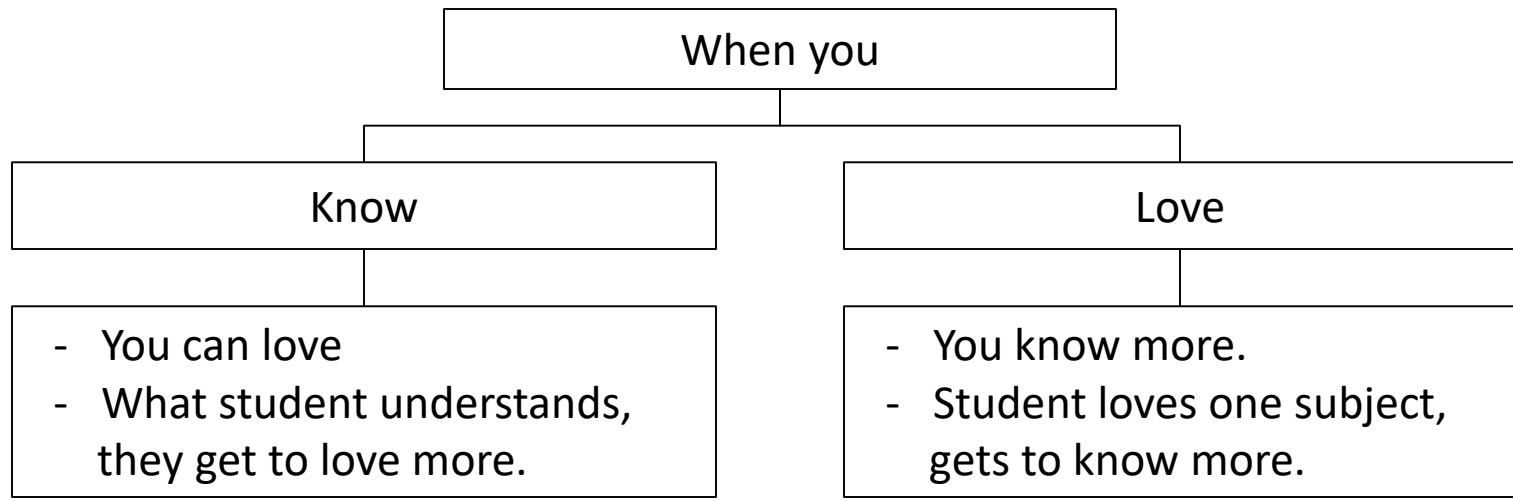 When you
Know
Love
- You can love
- What student understands,
they get to love more.
- You know more.
- Student loves one subject,
gets to know more.